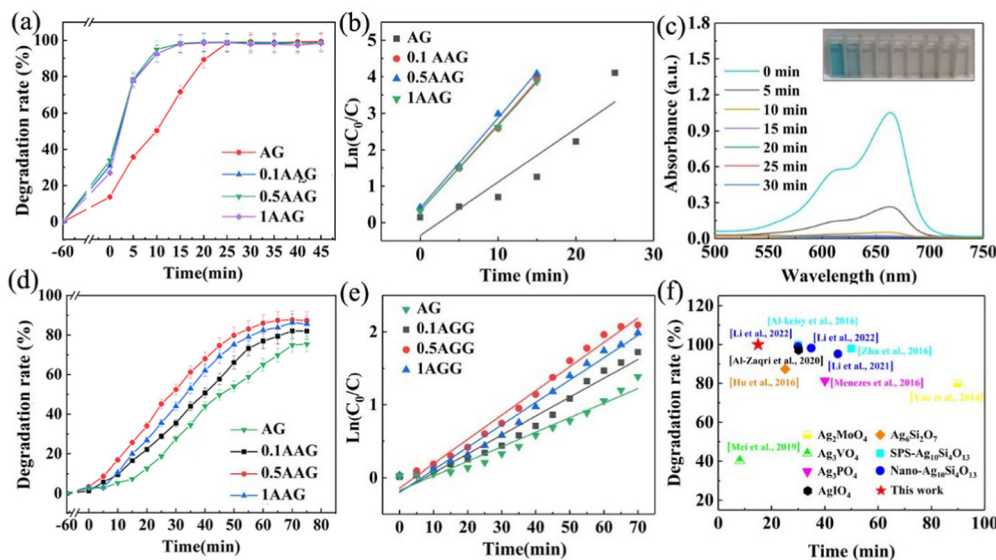 (a)
Degradation rate (%)
120
100
80
60
40
20
0
AG
0.1AAG
0.5AAG
1AAG
-60 0 5 10 15 20 25 30 35 40 45
Time(min)
(b)
Ln(C0/C)
5
4
3
2
1
0
AG
0.1 AAG
0.5AAG
1AAG
0 5 10 15 20 25 30
Time (min)
(c)
Absorbance (a.u.)
1.8
1.5
1.2
0.9
0.6
0.3
0.0
0 min
5 min
10 min
15 min
20 min
25 min
30 min
500 550 600 650 700 750
Wavelength (nm)
(d)
Degradation rate (%)
100
80
60
40
20
0
AG
0.1AAG
0.5AAG
1AAG
-60 0 10 20 30 40 50 60 70 80
Time(min)
(e)
Ln(C0/C)
2
1
0
AG
0.1AGG
0.5AGG
1AGG
0 10 20 30 40 50 60 70
Time(min)
(f)
Degradation rate (%)
120
100
80
60
40
20
[Al-keisy et al., 2016]
[Li et al., 2022]
[Li et al., 2022]
[Zhu et al., 2016]
[Al-Zaqri et al., 2020]
[Li et al., 2021]
[Hu et al., 2016]
[Menezes et al., 2016]
[Yao et al., 2014]
[Mei et al., 2019]
Ag2MoO4
Ag3VO4
Ag3PO4
AgIO4
Ag6Si2O7
SPS-Ag10Si4O13
Nano-Ag10Si4O13
This work
0 20 40 60 80 100
Time (min)